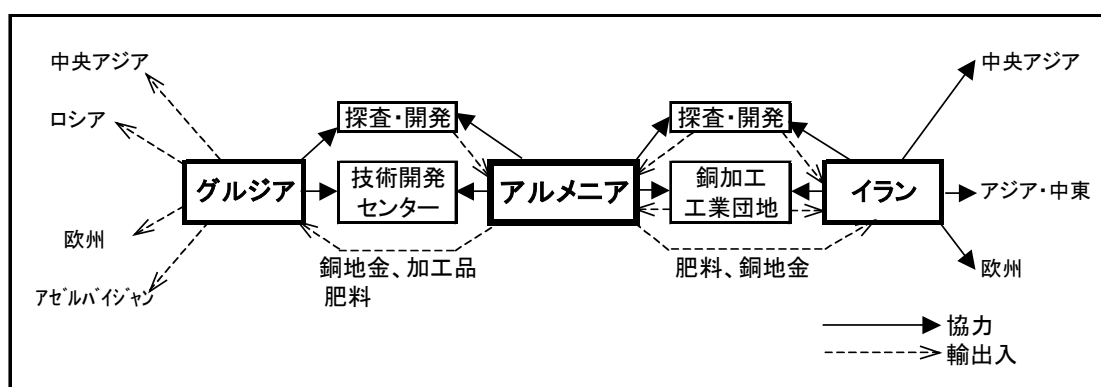 中央アジア
ロシア
欧州
アゼルバイジャン
グルジア
探査・開発
技術開発
センター
アルメニア
銅地金、加工品
肥料
探査・開発
銅加工
工業団地
イラン
肥料、銅地金
中央アジア
アジア・中東
欧州
協力
輸出入